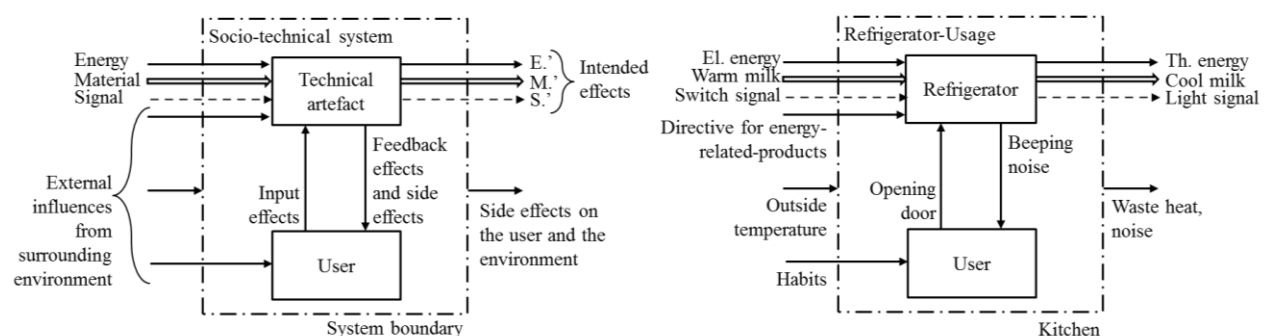 Socio-technical system
Energy
Material
Signal
Technical
artefact
E.’
M.’
S.’
Intended
effects
External
influences
from
surrounding
environment
Input
effects
Feedback
effects
and side
effects
User
Side effects on
the user and the
environment
System boundary
Refrigerator-Usage
El. energy
Warm milk
Switch signal
Directive for energy-
related-products
Refrigerator
Th. energy
Cool milk
Light signal
Outside
temperature
Opening
door
Beeping
noise
Waste heat,
noise
Habits
User
Kitchen